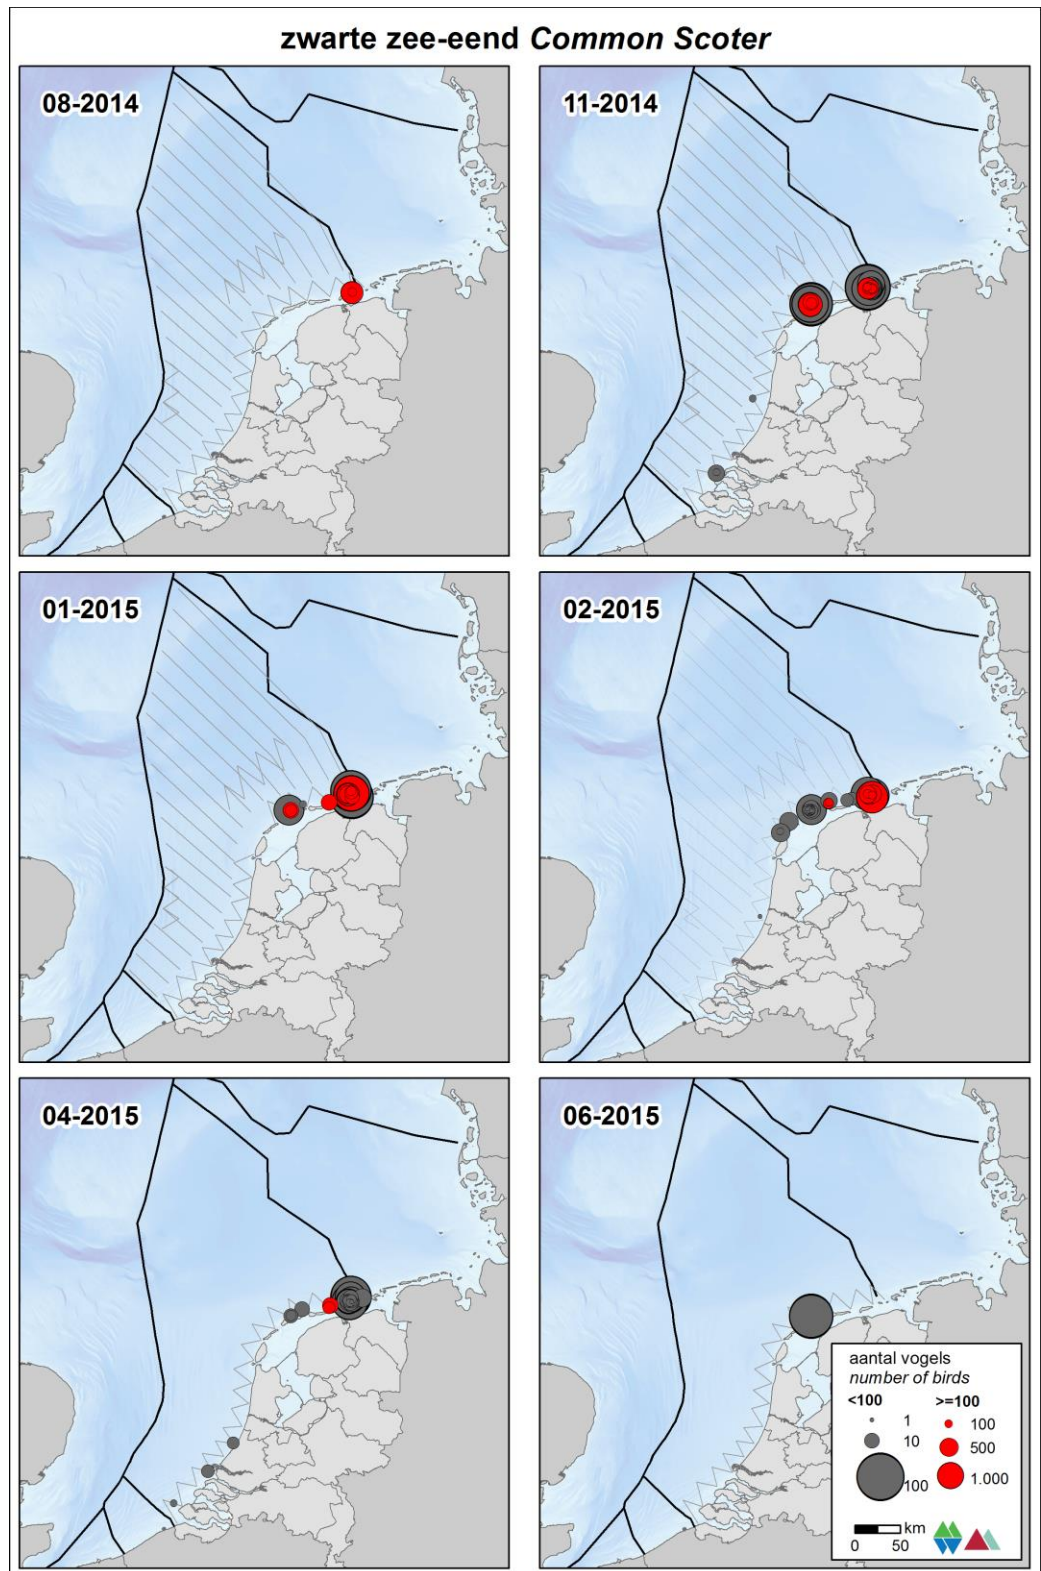 zwarte zee-eend Common Scoter
08-2014
11-2014
01-2015
02-2015
04-2015
06-2015
aantal vogels
number of birds
<100 >=100
1 100
10 500
100 1.000
km
0 50